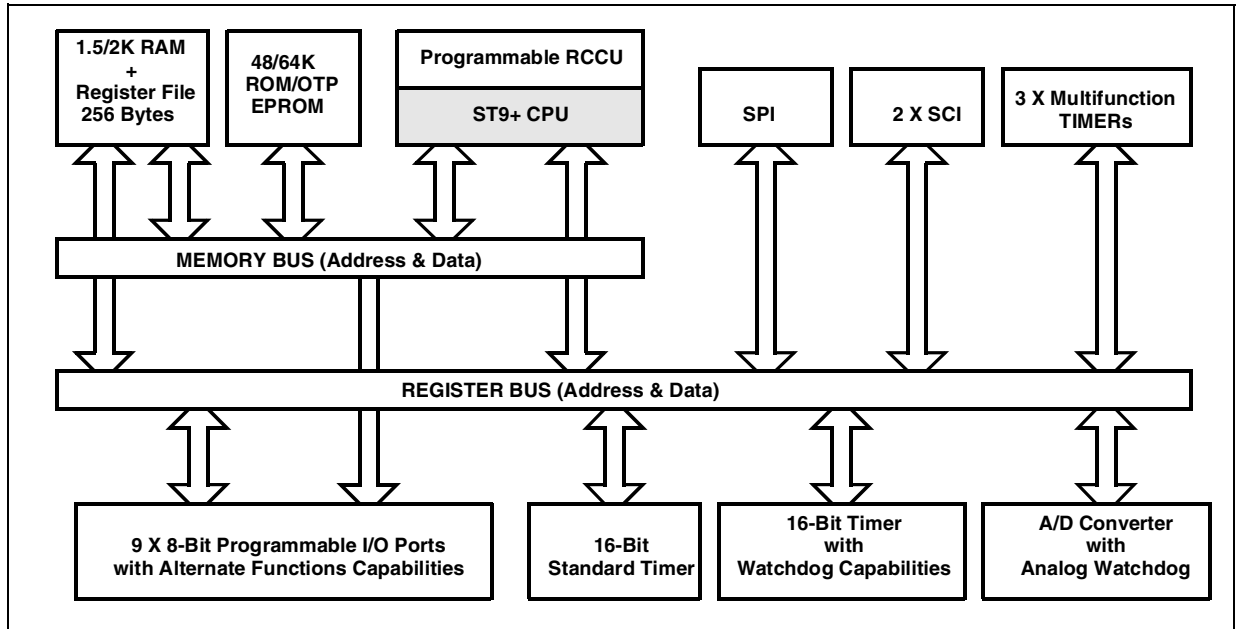 1.5/2K RAM
+
Register File
256 Bytes
48/64K
ROM/OTP
EPROM
Programmable RCCU
ST9+ CPU
SPI
2 X SCI
3 X Multifunction
TIMERs
MEMORY BUS (Address & Data)
REGISTER BUS (Address & Data)
9 X 8-Bit Programmable I/O Ports
with Alternate Functions Capabilities
16-Bit
Standard Timer
16-Bit Timer
with
Watchdog Capabilities
A/D Converter
with
Analog Watchdog